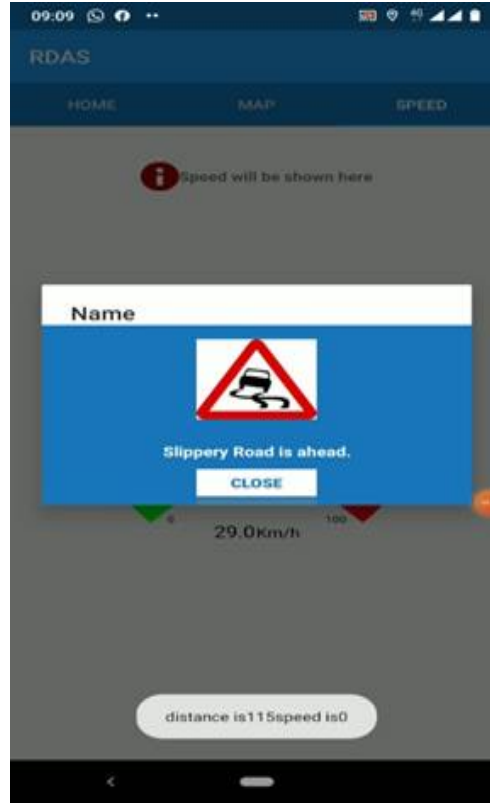 09:09
RDAS
HOME MAP SPEED
Speed will be shown here
Name
Slippery Road is ahead.
CLOSE
0 100
29.0Km/h
distance is115speed is0